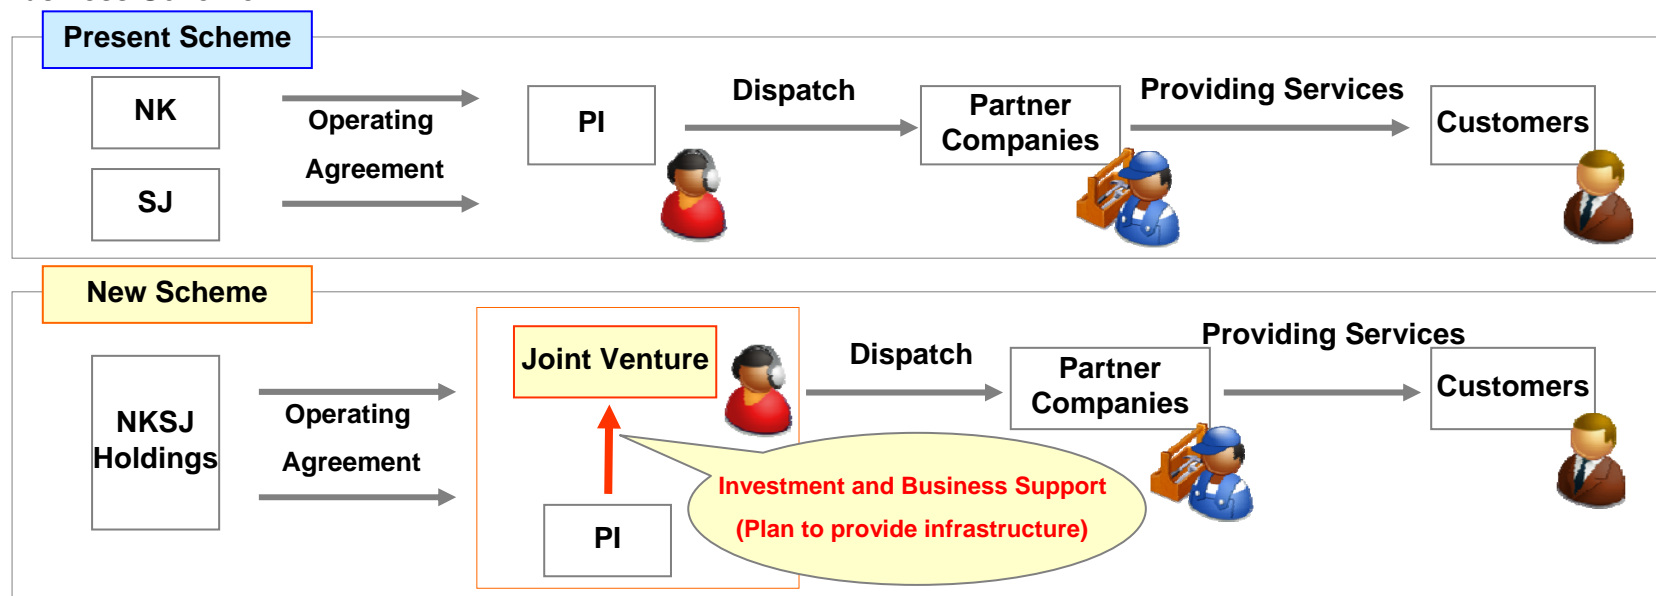 Present Scheme
NK
SJ
Operating
Agreement
PI
Dispatch
Partner
Companies
Providing Services
Customers
New Scheme
NKSJ
Holdings
Operating
Agreement
Joint Venture
PI
Investment and Business Support
(Plan to provide infrastructure)
Dispatch
Partner
Companies
Providing Services
Customers